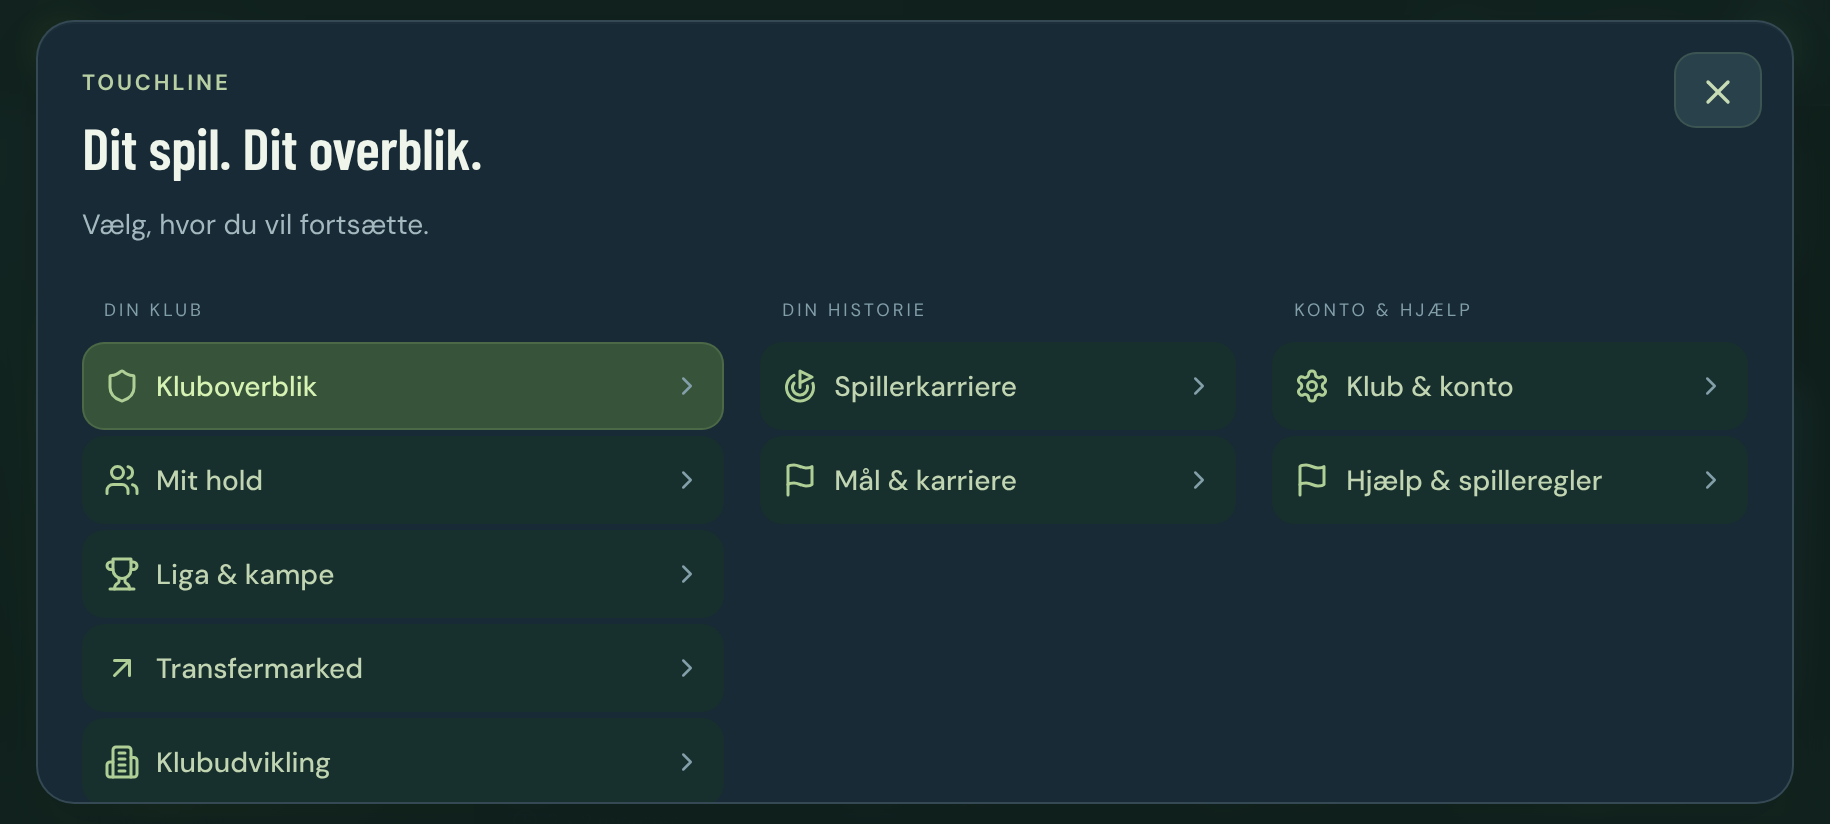 TOUCHLINE
Dit spil. Dit overblik.
Vælg, hvor du vil fortsætte.
DIN KLUB
Kluboverblik
Mit hold
Liga & kampe
Transfermarked
Klubudvikling
DIN HISTORIE
Spillerkarriere
Mål & karriere
KONTO & HJÆLP
Klub & konto
Hjælp & spilleregler